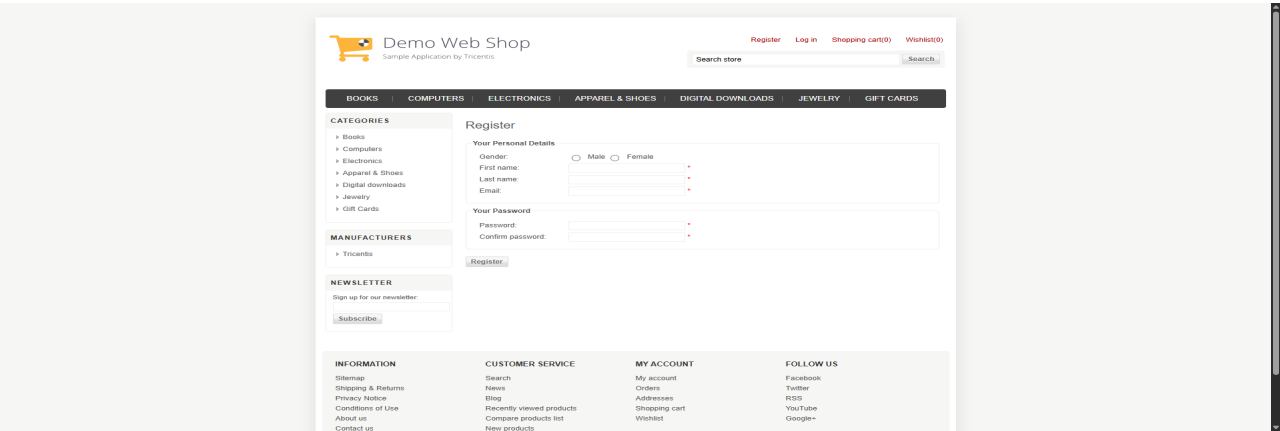 Demo Web Shop
Sample Application by Tricentis
Register Log in Shopping cart(0) Wishlist(0)
Search store Search
BOOKS | COMPUTERS | ELECTRONICS | APPAREL & SHOES | DIGITAL DOWNLOADS | JEWELRY | GIFT CARDS
CATEGORIES
Books
Computers
Electronics
Apparel & Shoes
Digital downloads
Jewelry
Gift Cards
MANUFACTURERS
Tricentis
NEWSLETTER
Sign up for our newsletter:
Subscribe
Register
Your Personal Details
Gender: Male Female
First name: *
Last name: *
Email: *
Your Password
Password: *
Confirm password: *
Register
INFORMATION
Sitemap
Shipping & Returns
Privacy Notice
Conditions of Use
About us
Contact us
CUSTOMER SERVICE
Search
News
Blog
Recently viewed products
Compare products list
New products
MY ACCOUNT
My account
Orders
Addresses
Shopping cart
Wishlist
FOLLOW US
Facebook
Twitter
RSS
YouTube
Google+